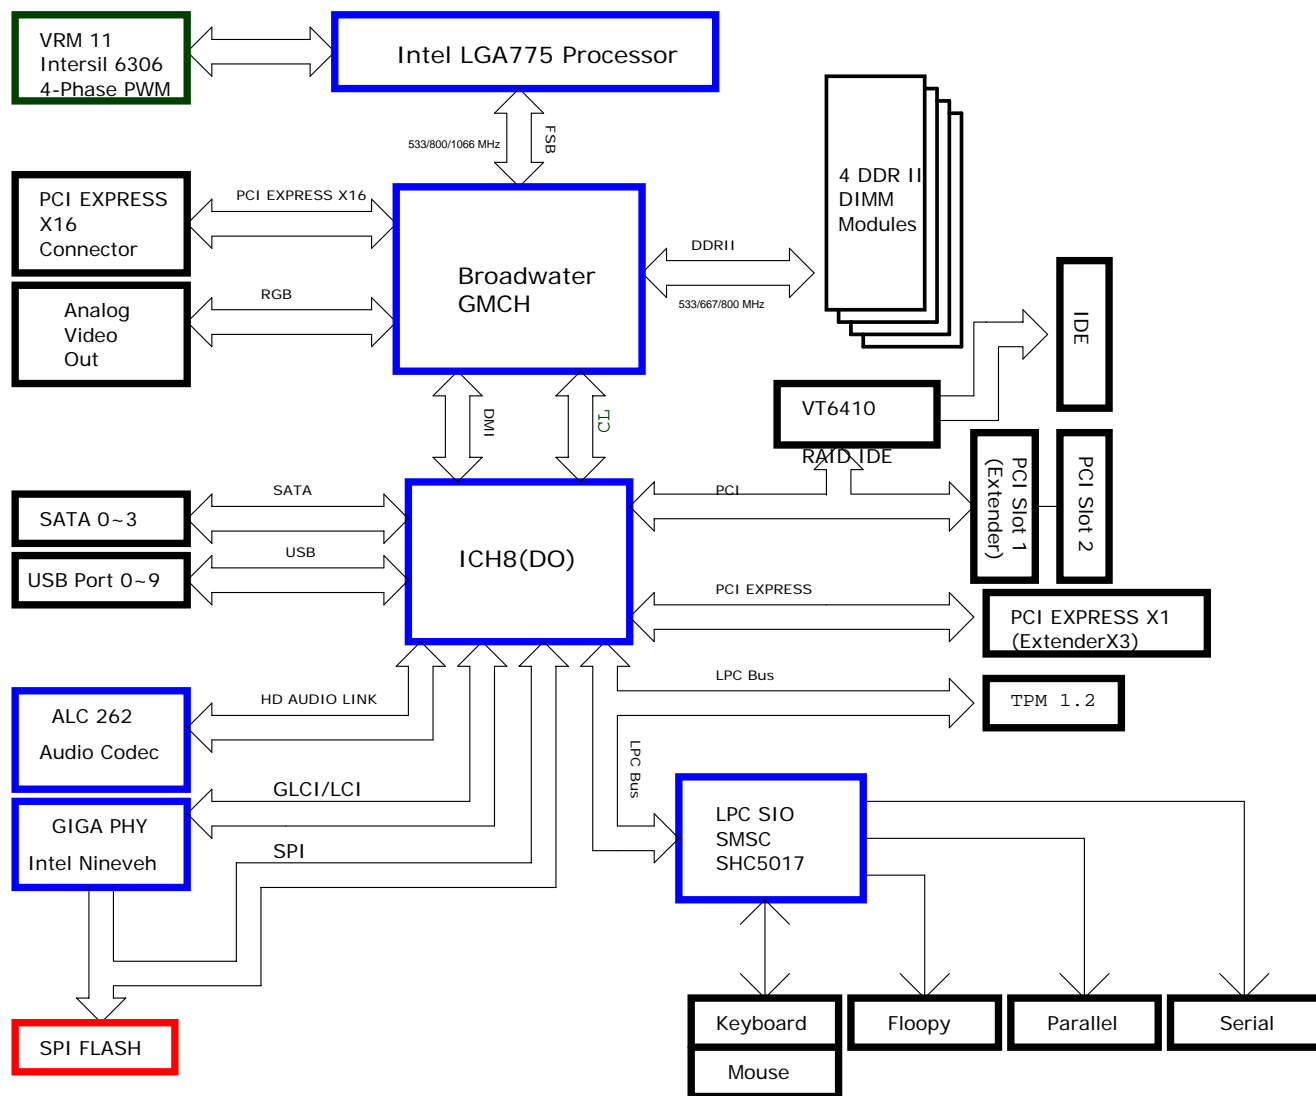 VRM 11
Intersil 6306
4-Phase PWM
Intel LGA775 Processor
533/800/1066 MHz
FSB
PCI EXPRESS
X16
Connector
PCI EXPRESS X16
Analog
Video
Out
RGB
Broadwater
GMCH
DDRII
533/667/800 MHz
4 DDR II
DIMM
Modules
IDE
VT6410
RAID IDE
DMI
CL
PCI Slot 1
(Extender)
PCI Slot 2
SATA 0~3
SATA
USB Port 0~9
USB
ICH8(DO)
PCI
PCI EXPRESS
PCI EXPRESS X1
(ExtenderX3)
LPC Bus
TPM 1.2
ALC 262
Audio Codec
HD AUDIO LINK
GIGA PHY
Intel Nineveh
GLCI/LCI
SPI
LPC Bus
LPC SIO
SMSC
SHC5017
SPI FLASH
Keyboard
Mouse
Floopy
Parallel
Serial